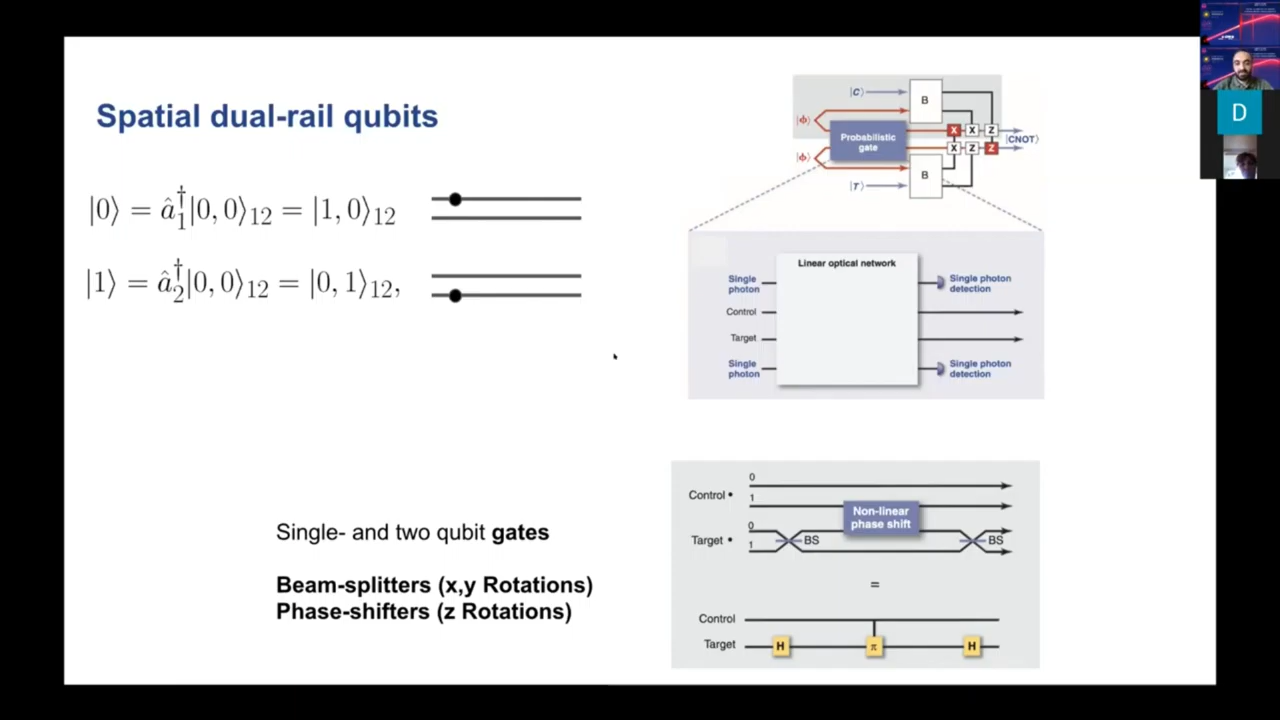 Spatial dual-rail qubits
|0⟩ = â₁†|0, 0⟩₁₂ = |1, 0⟩₁₂
|1⟩ = â₂†|0, 0⟩₁₂ = |0, 1⟩₁₂,
Single- and two qubit gates
Beam-splitters (x,y Rotations)
Phase-shifters (z Rotations)
|C⟩
B
|Φ⟩
Probabilistic
gate
X X Z
|CNOT⟩
X Z Z
|Φ⟩
B
|T⟩
Linear optical network
Single
photon
Single photon
detection
Control
Target
Single
photon
Single photon
detection
0
Control •
1
Non-linear
phase shift
0
Target •
BS
BS
1
=
Control
Target
H
π
H
D